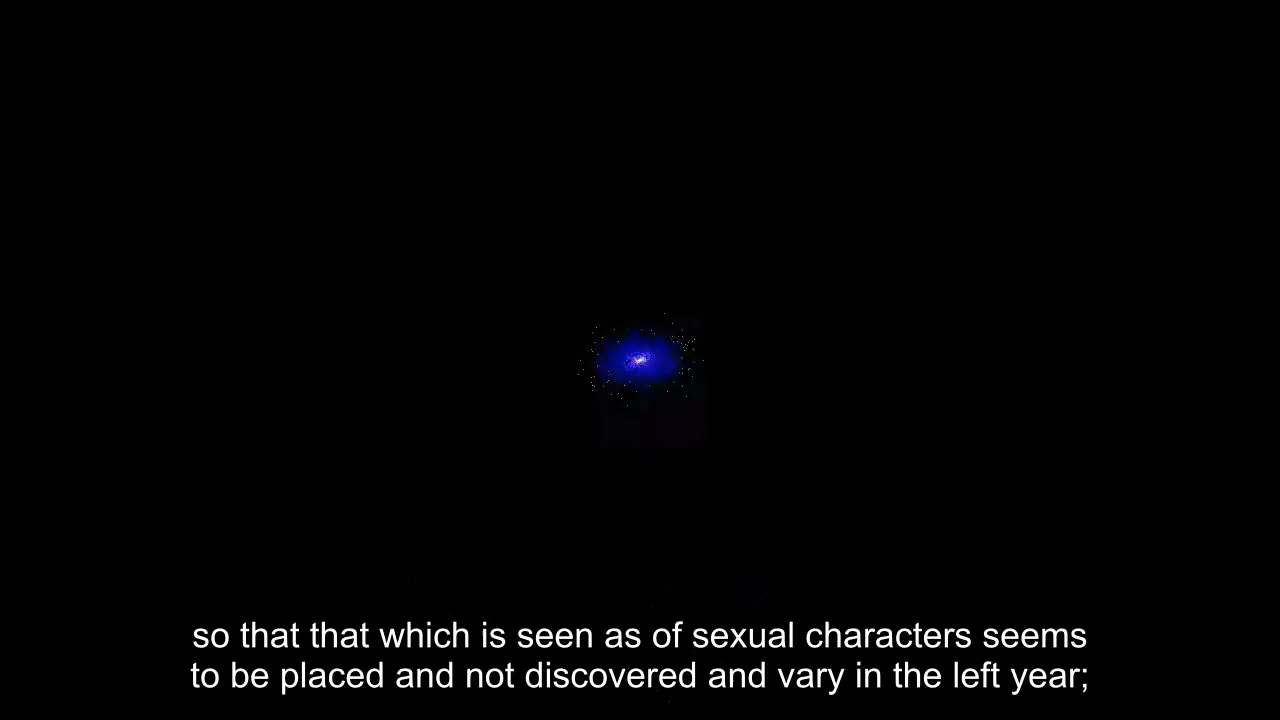 so that that which is seen as of sexual characters seems
to be placed and not discovered and vary in the left year;